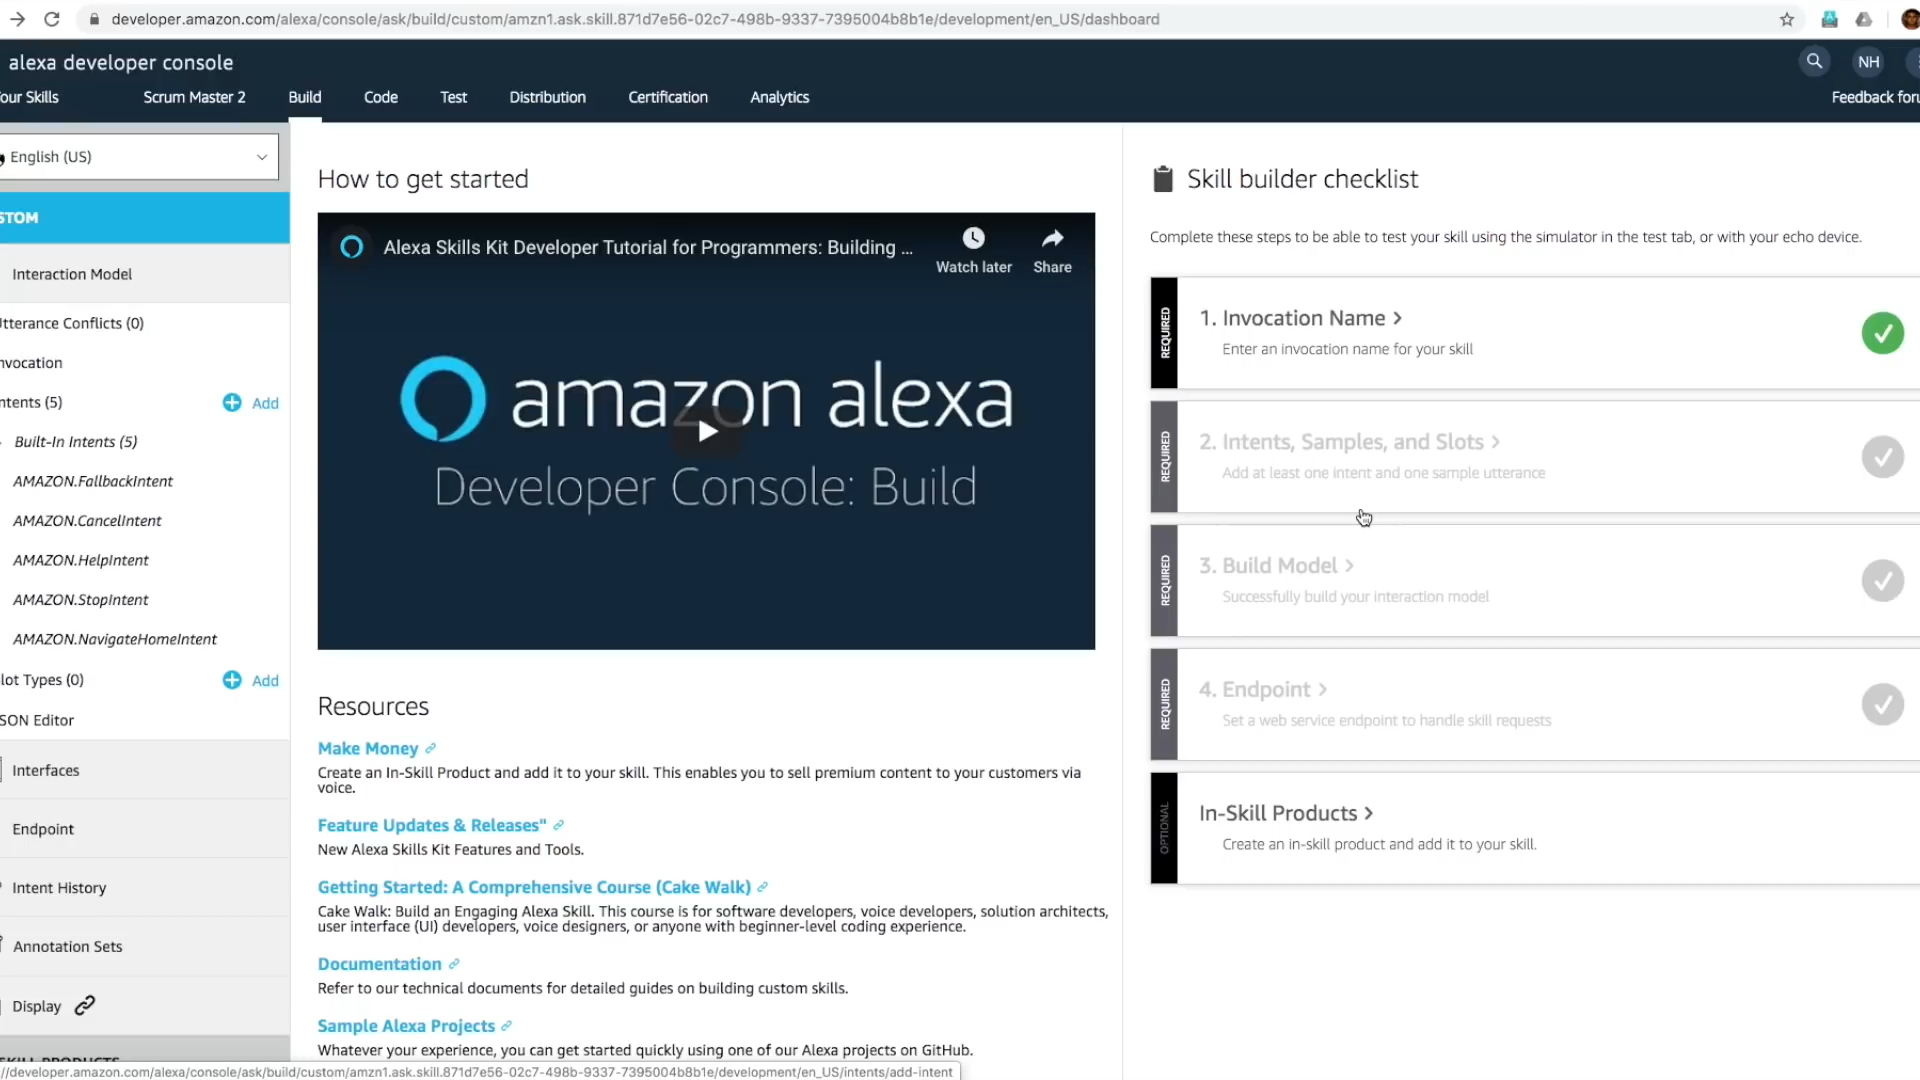 developer.amazon.com/alexa/console/ask/build/custom/amzn1.ask.skill.871d7e56-02c7-498b-9337-7395004b8b1e/development/en_US/dashboard
alexa developer console
NH
our Skills
Scrum Master 2
Build
Code
Test
Distribution
Certification
Analytics
Feedback foru
English (US)
STOM
Interaction Model
Utterance Conflicts (0)
nvocation
ntents (5)
Add
Built-In Intents (5)
AMAZON.FallbackIntent
AMAZON.CancelIntent
AMAZON.HelpIntent
AMAZON.StopIntent
AMAZON.NavigateHomeIntent
lot Types (0)
Add
SON Editor
Interfaces
Endpoint
Intent History
Annotation Sets
Display
SKILL PRODUCTS
How to get started
Alexa Skills Kit Developer Tutorial for Programmers: Building ...
Watch later
Share
amazon alexa
Developer Console: Build
Resources
Make Money
Create an In-Skill Product and add it to your skill. This enables you to sell premium content to your customers via
voice.
Feature Updates & Releases"
New Alexa Skills Kit Features and Tools.
Getting Started: A Comprehensive Course (Cake Walk)
Cake Walk: Build an Engaging Alexa Skill. This course is for software developers, voice developers, solution architects,
user interface (UI) developers, voice designers, or anyone with beginner-level coding experience.
Documentation
Refer to our technical documents for detailed guides on building custom skills.
Sample Alexa Projects
Whatever your experience, you can get started quickly using one of our Alexa projects on GitHub.
Skill builder checklist
Complete these steps to be able to test your skill using the simulator in the test tab, or with your echo device.
REQUIRED
1. Invocation Name >
Enter an invocation name for your skill
REQUIRED
2. Intents, Samples, and Slots >
Add at least one intent and one sample utterance
REQUIRED
3. Build Model >
Successfully build your interaction model
REQUIRED
4. Endpoint >
Set a web service endpoint to handle skill requests
OPTIONAL
In-Skill Products >
Create an in-skill product and add it to your skill.
//developer.amazon.com/alexa/console/ask/build/custom/amzn1.ask.skill.871d7e56-02c7-498b-9337-7395004b8b1e/development/en_US/intents/add-intent